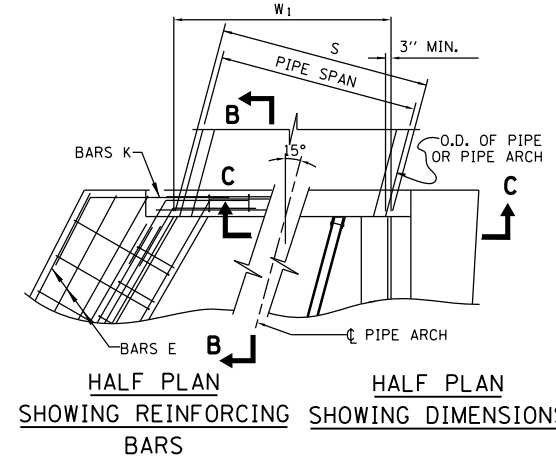 W1
S
3" MIN.
PIPE SPAN
B
O.D. OF PIPE
OR PIPE ARCH
BARS K
15°
C
C
BARS E
B
℄ PIPE ARCH
HALF PLAN
SHOWING REINFORCING
BARS
HALF PLAN
SHOWING DIMENSIONS